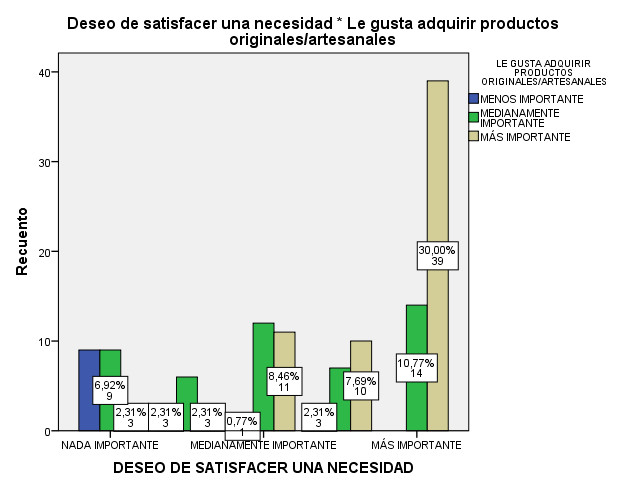 Deseo de satisfacer una necesidad * Le gusta adquirir productos
originales/artesanales
LE GUSTA ADQUIRIR
PRODUCTOS
ORIGINALES/ARTESANALES
MENOS IMPORTANTE
MEDIANAMENTE
IMPORTANTE
MÁS IMPORTANTE
Recuento
40
30
20
10
0
30,00%
39
10,77%
14
8,46%
11
7,69%
10
6,92%
9
2,31%
3
2,31%
3
2,31%
3
0,77%
1
2,31%
3
NADA IMPORTANTE
MEDIANAMENTE IMPORTANTE
MÁS IMPORTANTE
DESEO DE SATISFACER UNA NECESIDAD